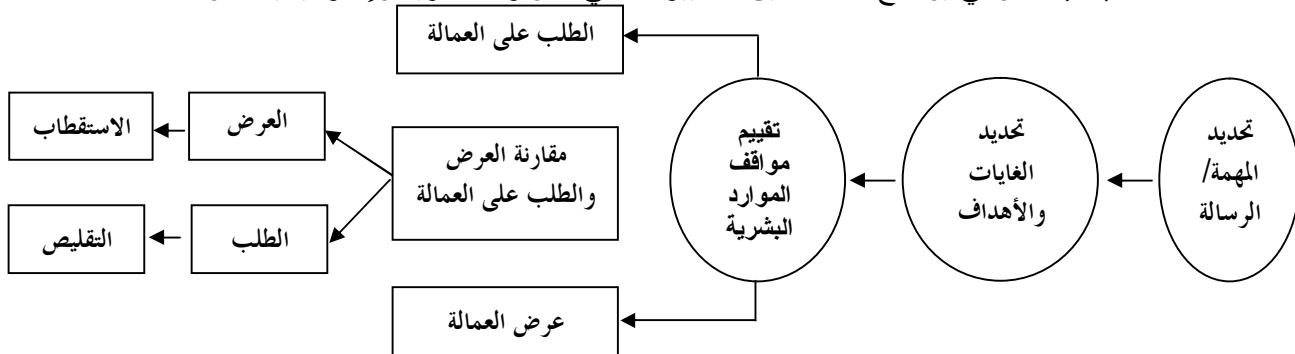 الطلب على العمالة
تحديد
المهمة/
الرسالة
تحديد
الغايات
والأهداف
تقييم
مواقف
الموارد
البشرية
مقارنة العرض
والطلب على العمالة
العرض
الاستقطاب
الطلب
التقليص
عرض العمالة